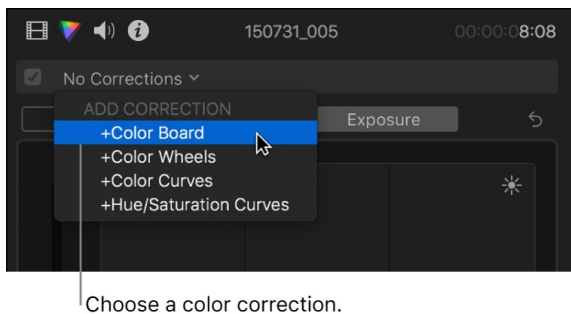 150731_005 00:00:08:08
No Corrections
ADD CORRECTION
+Color Board
Exposure
+Color Wheels
+Color Curves
+Hue/Saturation Curves
Choose a color correction.